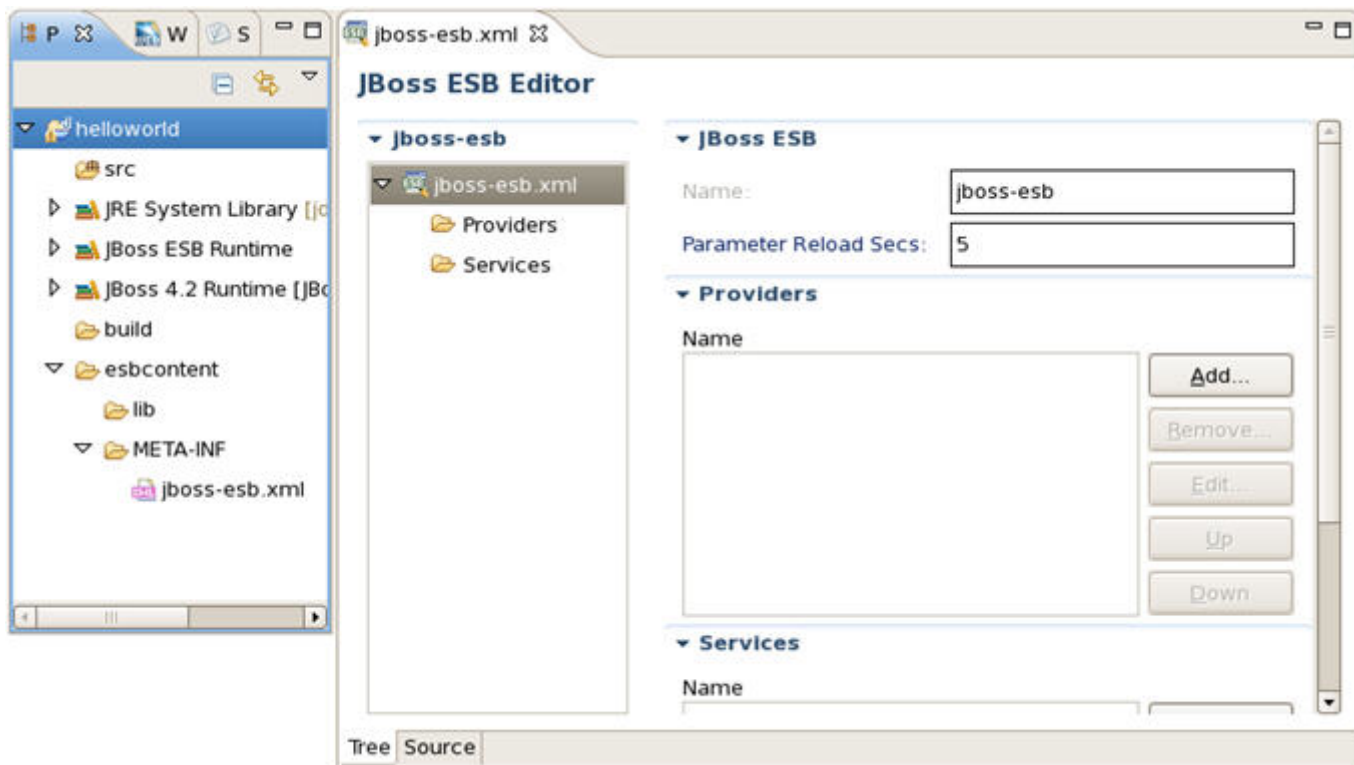 P W S
helloworld
src
JRE System Library [jd
JBoss ESB Runtime
JBoss 4.2 Runtime [JBo
build
esbcontent
lib
META-INF
jboss-esb.xml
jboss-esb.xml
JBoss ESB Editor
jboss-esb
jboss-esb.xml
Providers
Services
JBoss ESB
Name: jboss-esb
Parameter Reload Secs: 5
Providers
Name
Add...
Remove...
Edit...
Up
Down
Services
Name
Tree Source